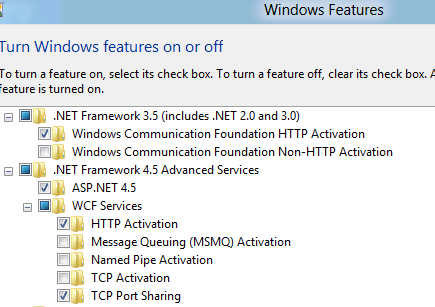 Windows Features
Turn Windows features on or off
To turn a feature on, select its check box. To turn a feature off, clear its check box. A
feature is turned on.
.NET Framework 3.5 (includes .NET 2.0 and 3.0)
Windows Communication Foundation HTTP Activation
Windows Communication Foundation Non-HTTP Activation
.NET Framework 4.5 Advanced Services
ASP.NET 4.5
WCF Services
HTTP Activation
Message Queuing (MSMQ) Activation
Named Pipe Activation
TCP Activation
TCP Port Sharing